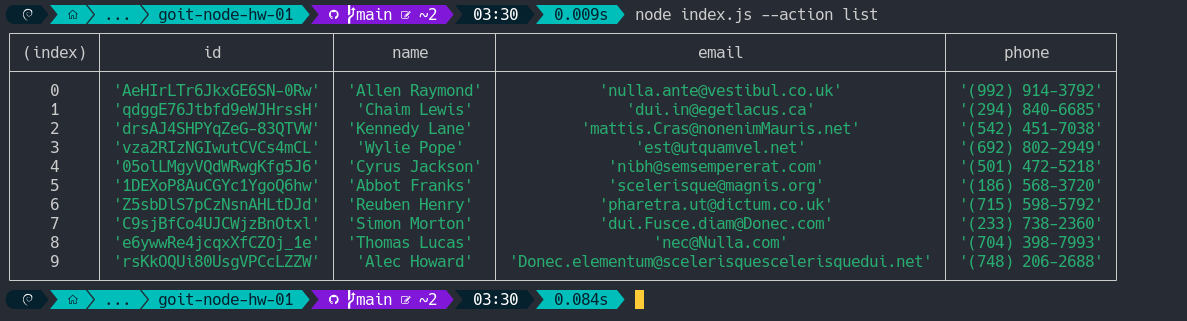 ... goit-node-hw-01 main ~2 03:30 0.009s node index.js --action list
(index) id name email phone
0 'AeHIrLTr6JkxGE6SN-0Rw' 'Allen Raymond' 'nulla.ante@vestibul.co.uk' '(992) 914-3792'
1 'qdggE76Jtbfd9eWJHrssH' 'Chaim Lewis' 'dui.in@egetlacus.ca' '(294) 840-6685'
2 'drsAJ4SHPYqZeG-83QTVW' 'Kennedy Lane' 'mattis.Cras@nonenimMauris.net' '(542) 451-7038'
3 'vza2RIzNGIwutCVCs4mCL' 'Wylie Pope' 'est@utquamvel.net' '(692) 802-2949'
4 '05olLMgyVQdWRwgKfg5J6' 'Cyrus Jackson' 'nibh@semsempererat.com' '(501) 472-5218'
5 '1DEXoP8AuCGYc1YgoQ6hw' 'Abbot Franks' 'scelerisque@magnis.org' '(186) 568-3720'
6 'Z5sbDlS7pCzNsnAHLtDJd' 'Reuben Henry' 'pharetra.ut@dictum.co.uk' '(715) 598-5792'
7 'C9sjBfCo4UJCWjzBnOtxl' 'Simon Morton' 'dui.Fusce.diam@Donec.com' '(233) 738-2360'
8 'e6ywwRe4jcqxXfCZOj_1e' 'Thomas Lucas' 'nec@Nulla.com' '(704) 398-7993'
9 'rsKkOQUi80UsgVPCcLZZW' 'Alec Howard' 'Donec.elementum@scelerisquescelerisquedui.net' '(748) 206-2688'
... goit-node-hw-01 main ~2 03:30 0.084s